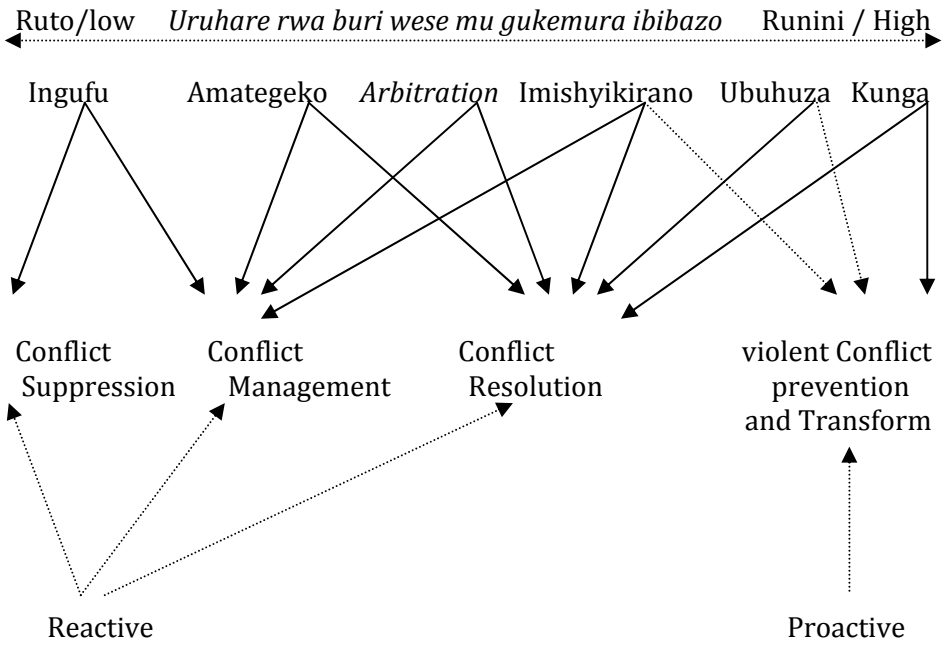 Ruto/low Uruhare rwa buri wese mu gukemura ibibazo Runini / High
Ingufu Amategeko Arbitration Imishyikirano Ubuhuza Kunga
Conflict Conflict Conflict violent Conflict
Suppression Management Resolution prevention
and Transform
Reactive Proactive